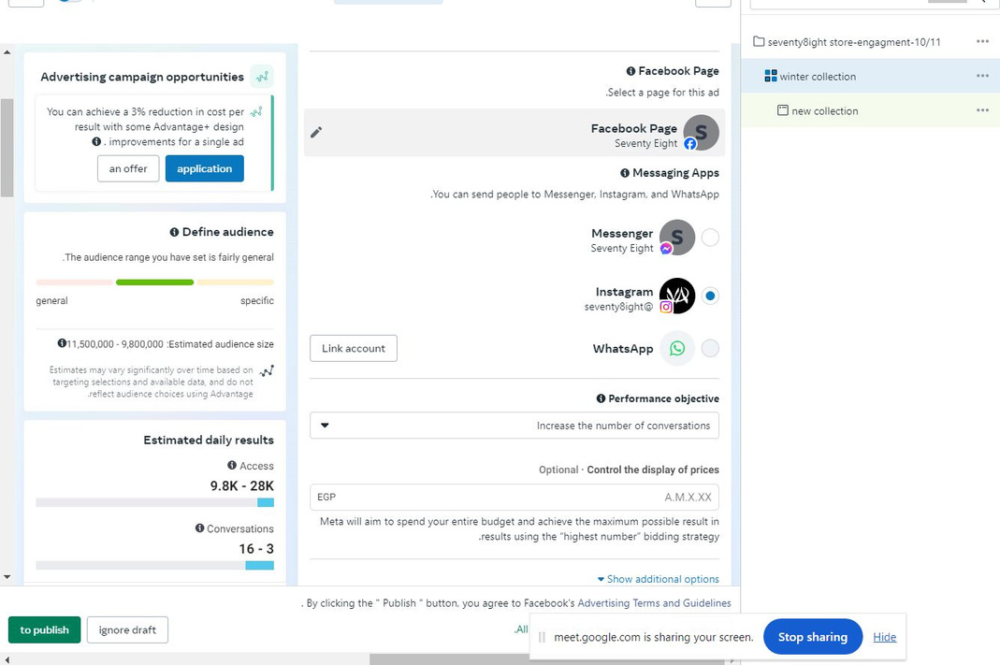 seventy8ight store-engagment-10/11
winter collection
new collection
Facebook Page
.Select a page for this ad
Facebook Page
Seventy Eight
S
Messaging Apps
.You can send people to Messenger, Instagram, and WhatsApp
Messenger
Seventy Eight
S
Instagram
seventy8ight@
WhatsApp
Link account
Performance objective
Increase the number of conversations
Optional · Control the display of prices
EGP
A.M.X.XX
Meta will aim to spend your entire budget and achieve the maximum possible result in
.results using the "highest number" bidding strategy
Show additional options
Advertising campaign opportunities
You can achieve a 3% reduction in cost per
result with some Advantage+ design
. improvements for a single ad
an offer
application
Define audience
.The audience range you have set is fairly general
general
specific
11,500,000 - 9,800,000 :Estimated audience size
Estimates may vary significantly over time based on
targeting selections and available data, and do not
.reflect audience choices using Advantage
Estimated daily results
Access
9.8K - 28K
Conversations
16 - 3
. By clicking the " Publish " button, you agree to Facebook's Advertising Terms and Guidelines
to publish
ignore draft
.All
meet.google.com is sharing your screen.
Stop sharing
Hide